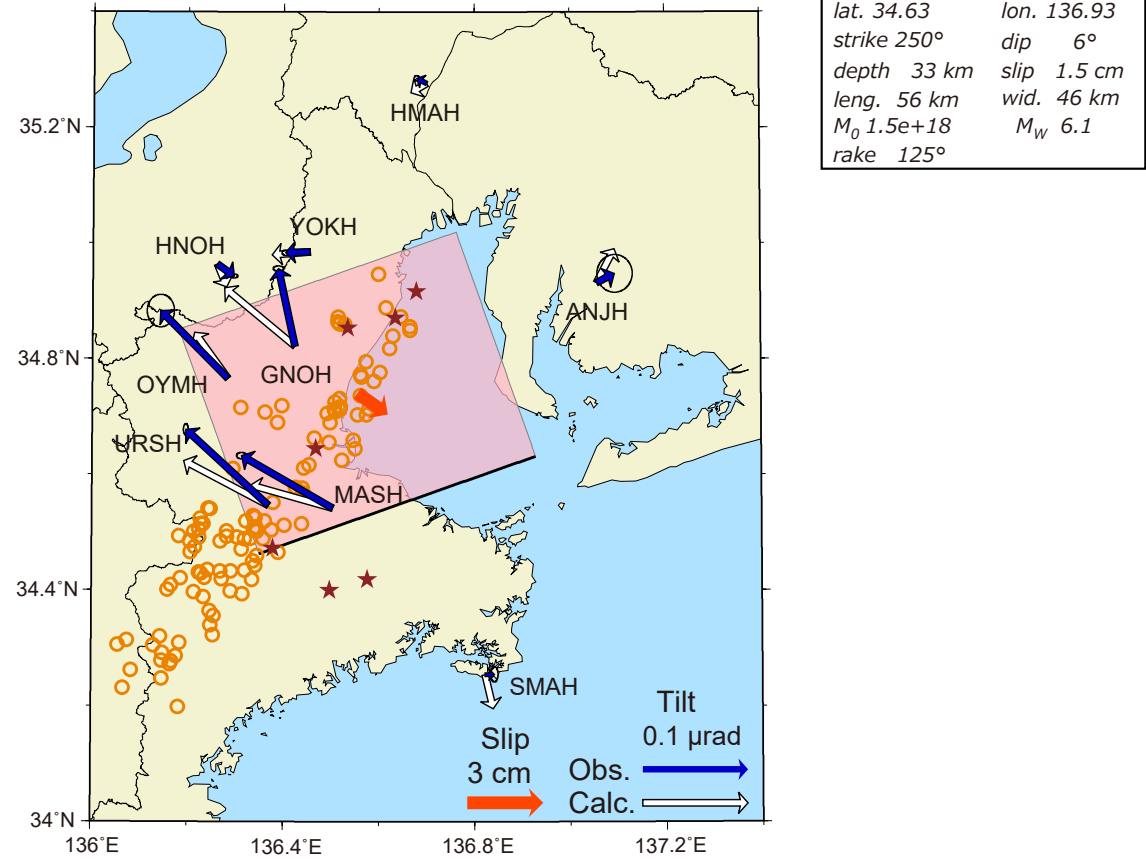 lat. 34.63 lon. 136.93
strike 250° dip 6°
depth 33 km slip 1.5 cm
leng. 56 km wid. 46 km
M0 1.5e+18 MW 6.1
rake 125°
35.2°N
34.8°N
34.4°N
34°N
136°E 136.4°E 136.8°E 137.2°E
HMAH
YOKH
HNOH
ANJH
GNOH
OYMH
URSH
MASH
SMAH
Tilt
0.1 μrad
Slip
3 cm
Obs.
Calc.